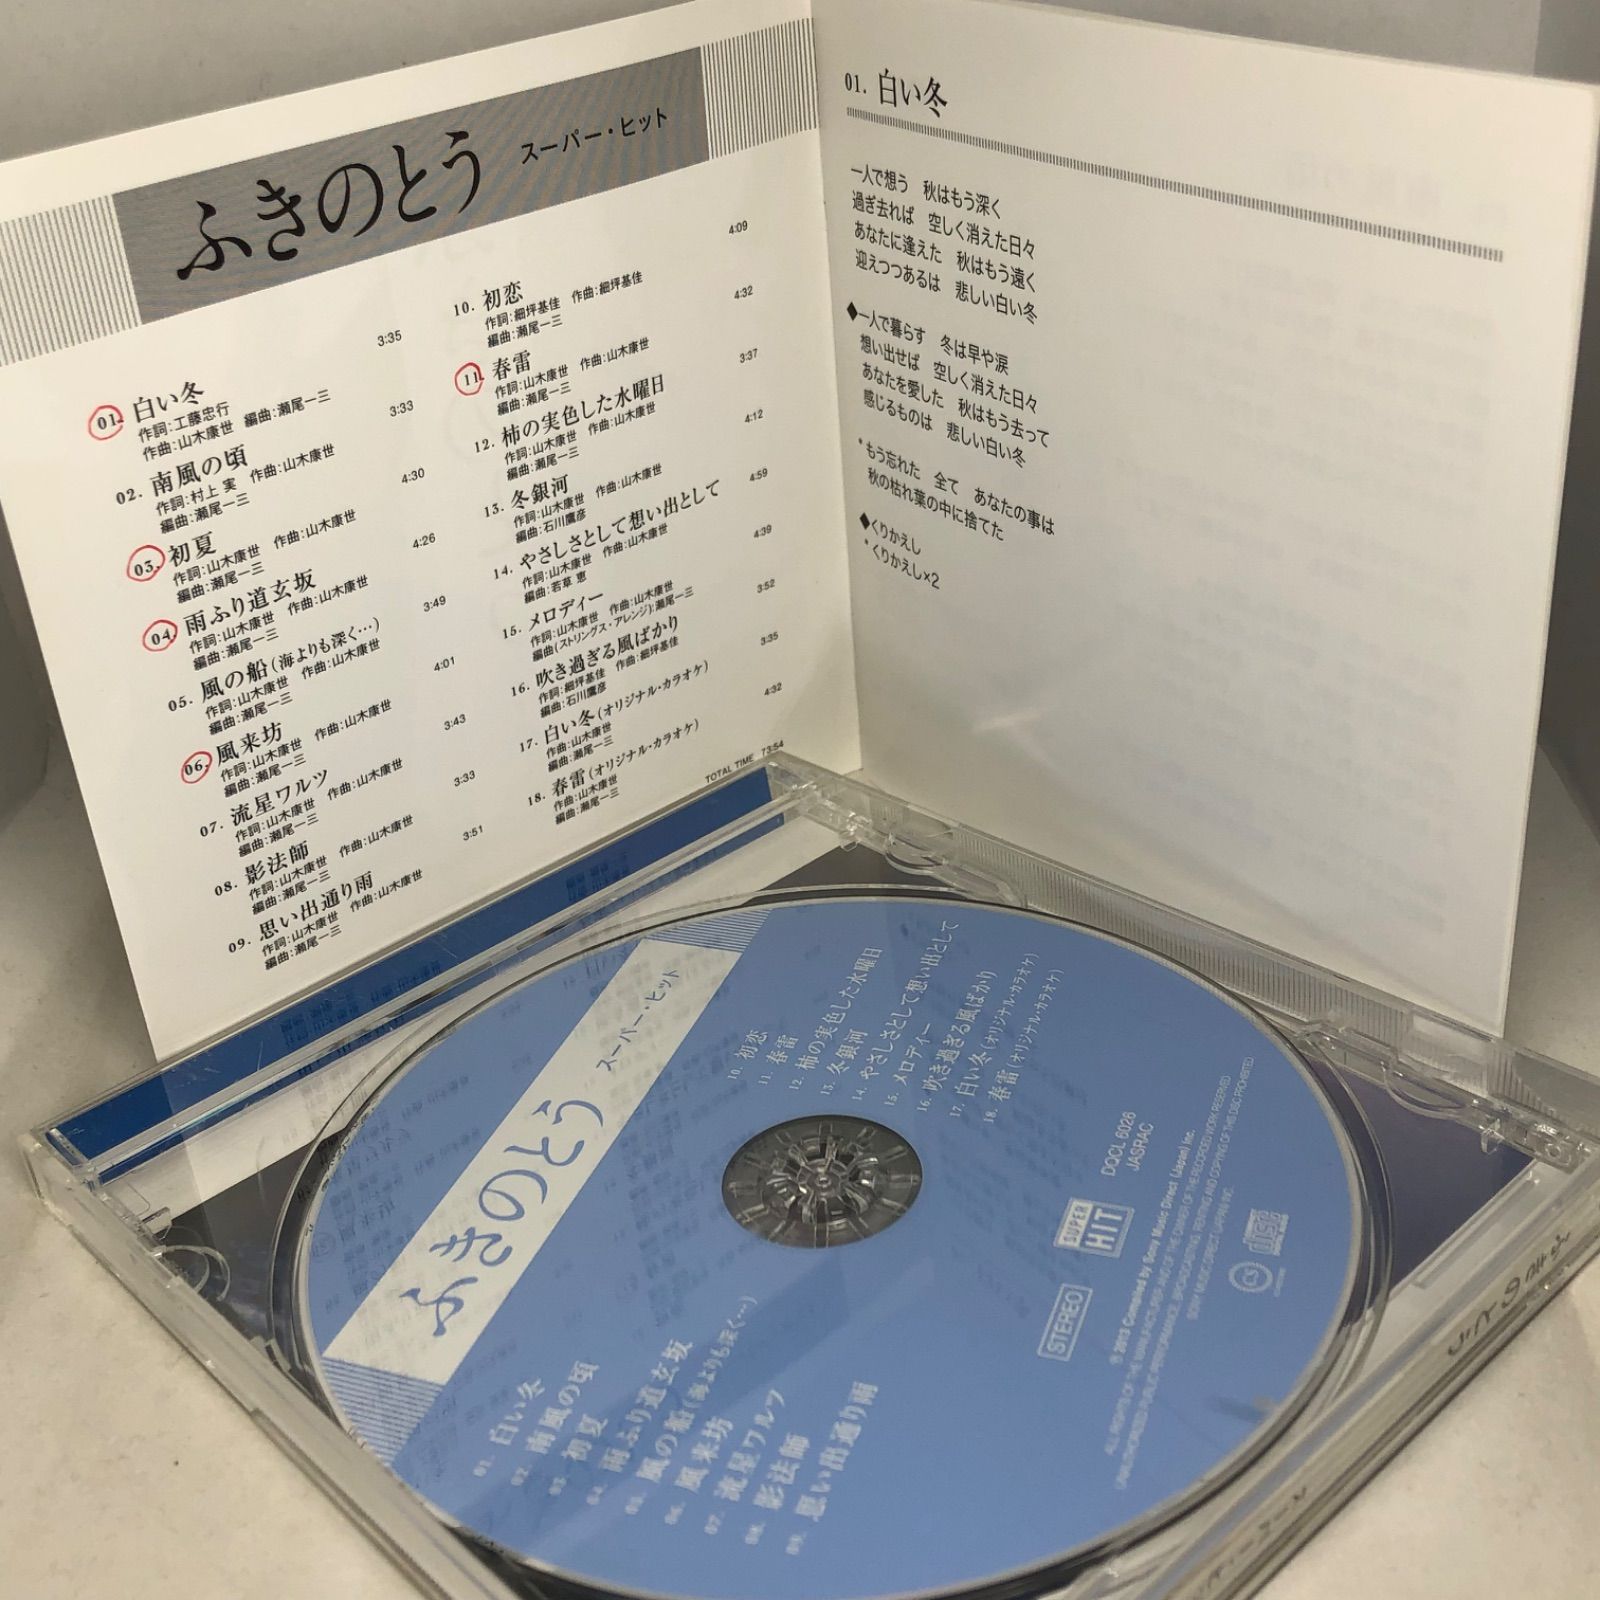 ふきのとう スーパー・ヒット
01. 白い冬 3:35
作詞:工藤忠行
作曲:山木康世 編曲:瀬尾一三
02. 南風の頃 3:33
作詞:村上 実 作曲:山木康世
編曲:瀬尾一三
03. 初夏 4:30
作詞:山木康世 作曲:山木康世
編曲:瀬尾一三
04. 雨ふり道玄坂 4:26
作詞:山木康世 作曲:山木康世
編曲:瀬尾一三
05. 風の船(海よりも深く…) 3:49
作詞:山木康世 作曲:山木康世
編曲:瀬尾一三
06. 風来坊 4:01
作詞:山木康世 作曲:山木康世
編曲:瀬尾一三
07. 流星ワルツ 3:43
作詞:山木康世 作曲:山木康世
編曲:瀬尾一三
08. 影法師 3:33
作詞:山木康世 作曲:山木康世
編曲:瀬尾一三
09. 思い出通り雨 3:51
作詞:山木康世 作曲:山木康世
編曲:瀬尾一三
10. 初恋 4:09
作詞:細坪基佳 作曲:細坪基佳
編曲:瀬尾一三
11. 春雷 4:32
作詞:山木康世 作曲:山木康世
編曲:瀬尾一三
12. 柿の実色した水曜日 3:37
作詞:山木康世 作曲:山木康世
編曲:瀬尾一三
13. 冬銀河 4:12
作詞:山木康世 作曲:山木康世
編曲:石川鷹彦
14. やさしさとして想い出として 4:59
作詞:山木康世 作曲:山木康世
編曲:若草 恵
15. メロディー 4:39
作詞:山木康世 作曲:山木康世
編曲(ストリングス・アレンジ):瀬尾一三
16. 吹き過ぎる風ばかり 3:52
作詞:細坪基佳 作曲:細坪基佳
編曲:石川鷹彦
17. 白い冬(オリジナル・カラオケ) 3:35
作曲:山木康世
編曲:瀬尾一三
18. 春雷(オリジナル・カラオケ) 4:32
作曲:山木康世
編曲:瀬尾一三
TOTAL TIME 73:54
01. 白い冬
一人で想う 秋はもう深く
過ぎ去れば 空しく消えた日々
あなたに逢えた 秋はもう遠く
迎えつつあるは 悲しい白い冬
◆一人で暮らす 冬は早や涙
想い出せば 空しく消えた日々
あなたを愛した 秋はもう去って
感じるものは 悲しい白い冬
*もう忘れた 全て あなたの事は
秋の枯れ葉の中に捨てた
◆くりかえし
*くりかえし×2
ふきのとう スーパー・ヒット
01. 白い冬
02. 南風の頃
03. 初夏
04. 雨ふり道玄坂
05. 風の船(海よりも深く…)
06. 風来坊
07. 流星ワルツ
08. 影法師
09. 思い出通り雨
10. 初恋
11. 春雷
12. 柿の実色した水曜日
13. 冬銀河
14. やさしさとして想い出として
15. メロディー
16. 吹き過ぎる風ばかり
17. 白い冬(オリジナル・カラオケ)
18. 春雷(オリジナル・カラオケ)
DQCL 6026
JASRAC
SUPER HIT
STEREO
℗ 2013 Compiled by Sony Music Direct (Japan) Inc.
ALL RIGHTS OF THE MANUFACTURER AND OF THE OWNER OF THE RECORDED WORK RESERVED
UNAUTHORIZED PUBLIC PERFORMANCE, BROADCASTING, RENTING AND COPYING OF THIS DISC PROHIBITED
SONY MUSIC DIRECT (JAPAN) INC.